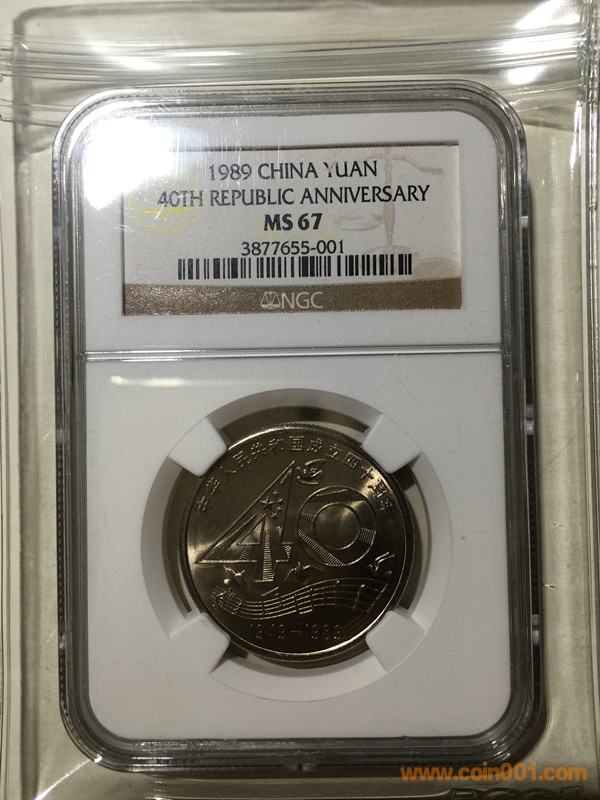 1989 CHINA YUAN
40TH REPUBLIC ANNIVERSARY
MS 67
3877655-001
NGC
中华人民共和国成立四十周年
40
1949-1989
www.coin001.com